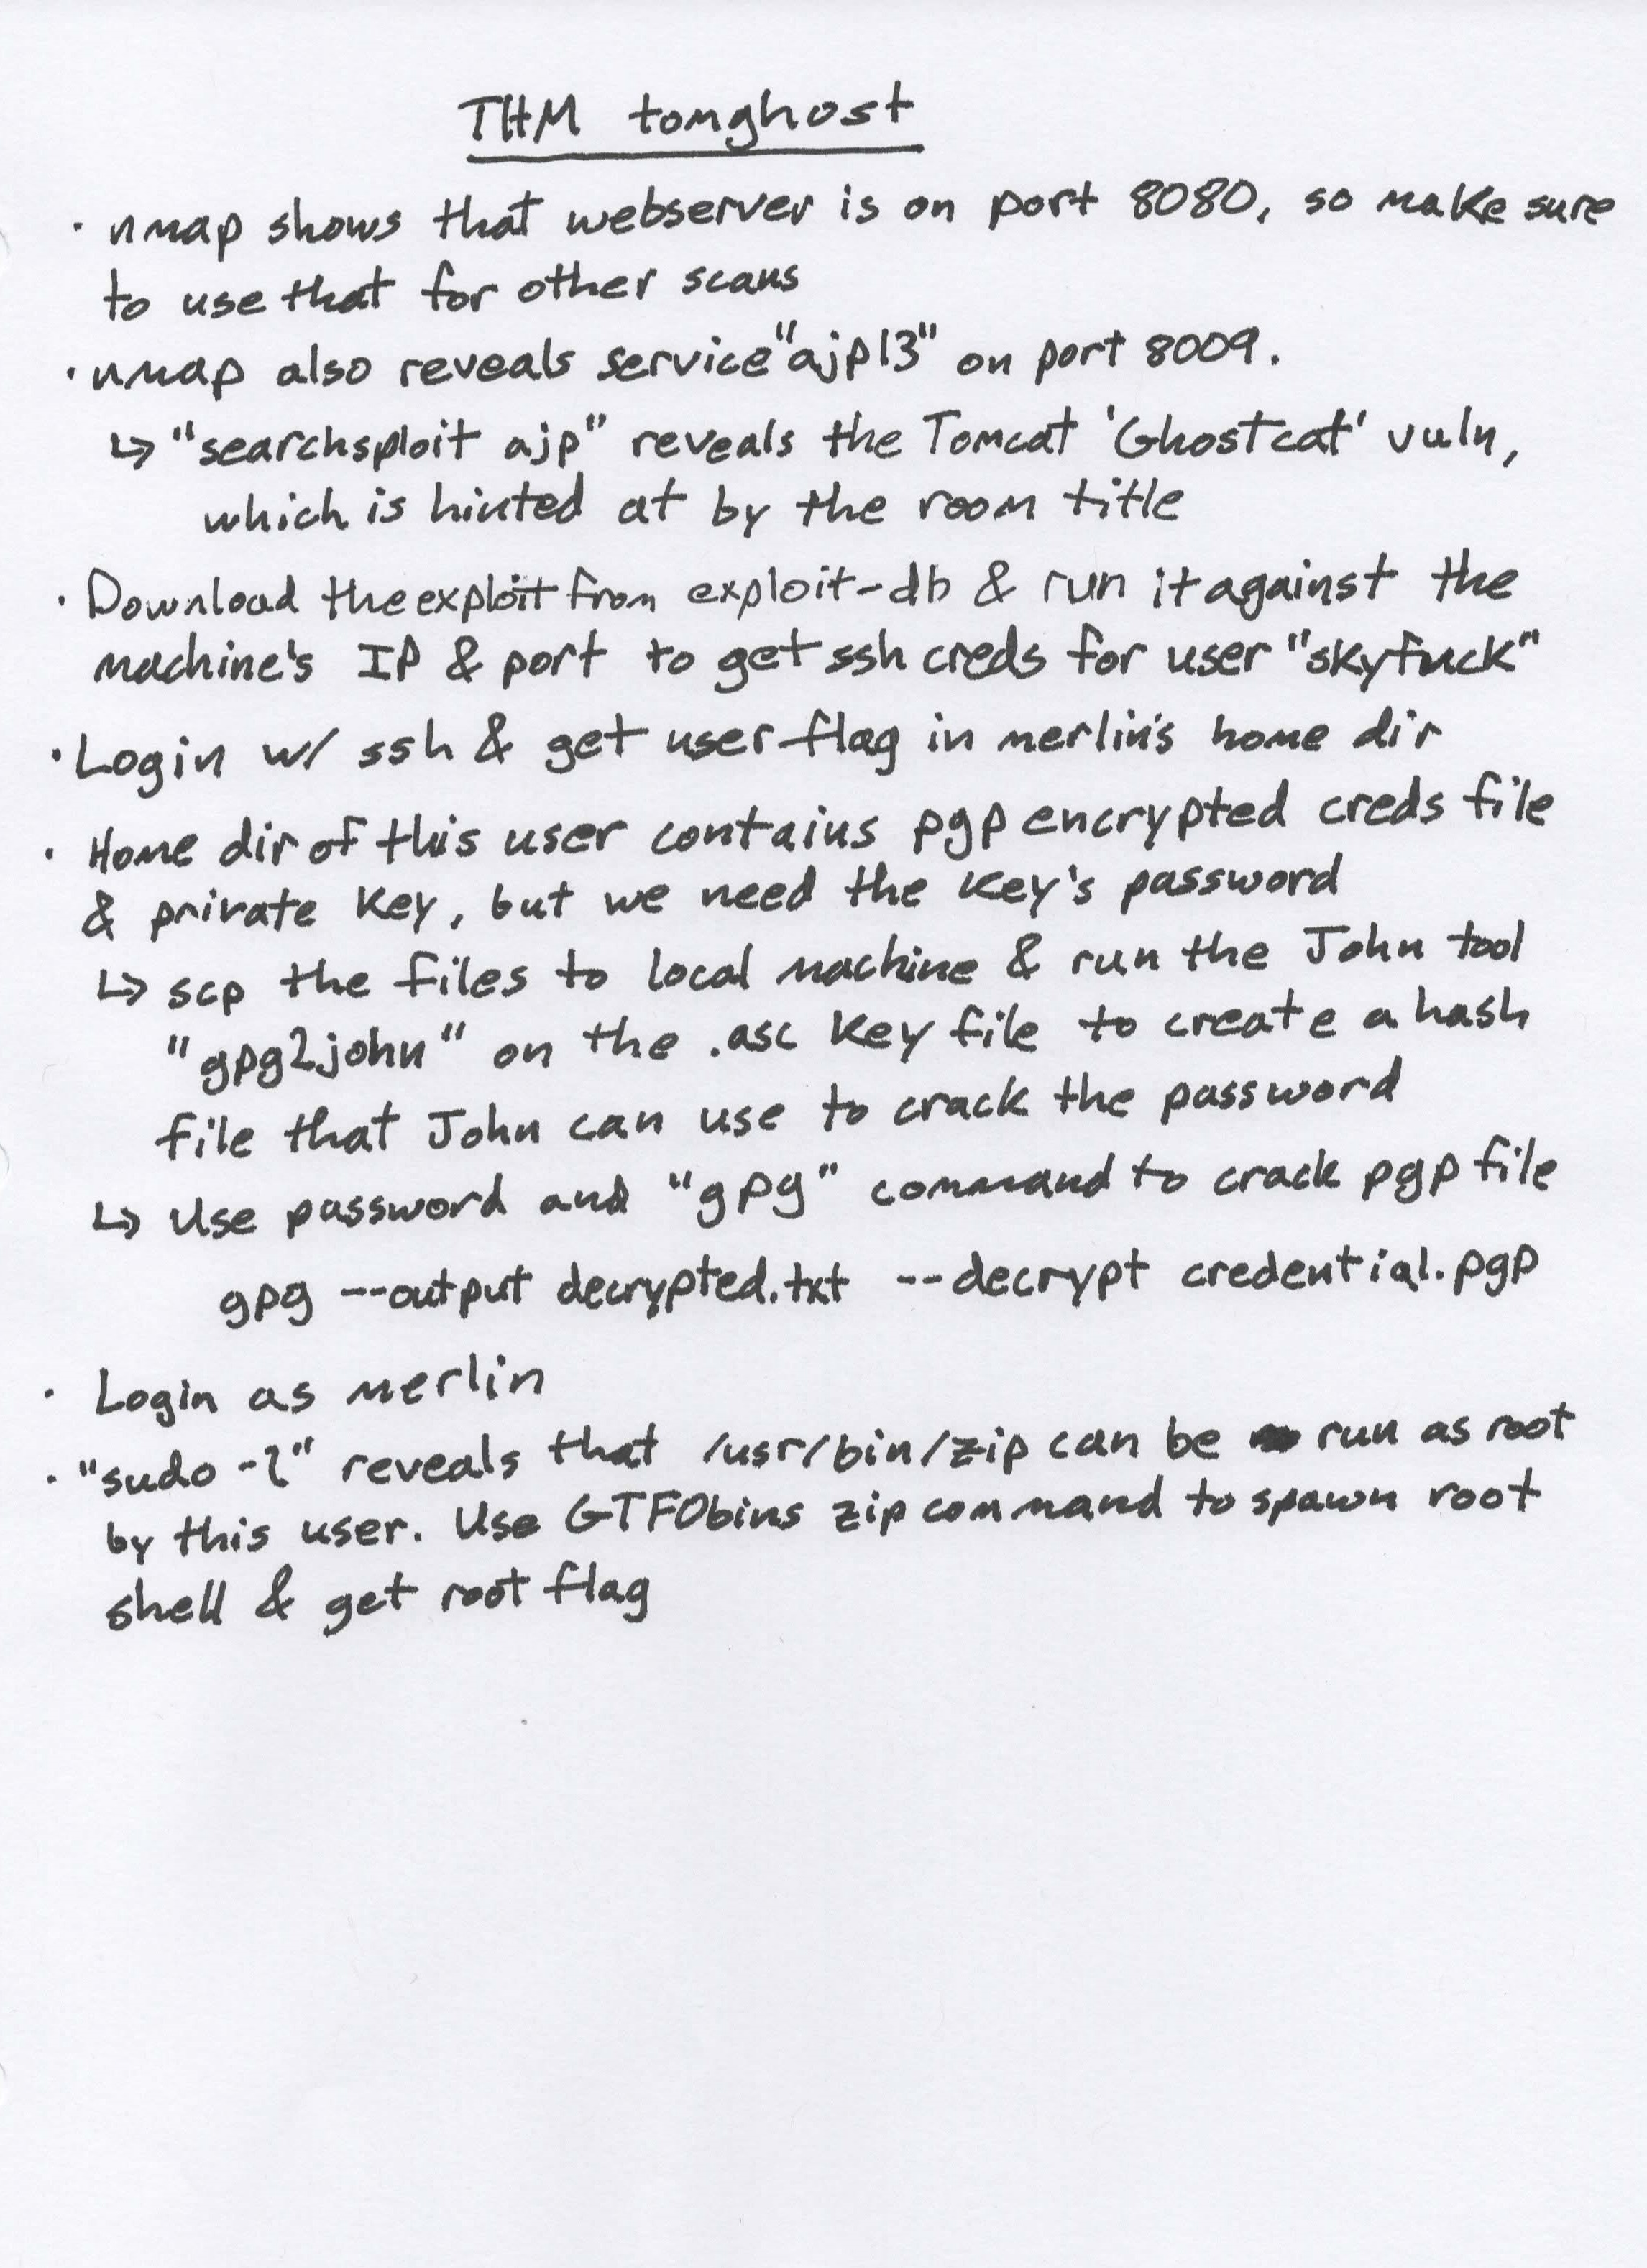 THM tomghost
· nmap shows that webserver is on port 8080, so make sure
to use that for other scans
· nmap also reveals service "ajp13" on port 8009.
↳ "searchsploit ajp" reveals the Tomcat 'Ghostcat' vuln,
which is hinted at by the room title
· Download the exploit from exploit-db & run it against the
machine's IP & port to get ssh creds for user "skyfuck"
· Login w/ ssh & get user flag in merlin's home dir
· Home dir of this user contains pgp encrypted creds file
& private key, but we need the key's password
↳ scp the files to local machine & run the John tool
"gpg2john" on the .asc key file to create a hash
file that John can use to crack the password
↳ Use password and "gpg" command to crack pgp file
gpg --output decrypted.txt --decrypt credential.pgp
· Login as merlin
· "sudo -l" reveals that /usr/bin/zip can be run as root
by this user. Use GTFObins zip command to spawn root
shell & get root flag